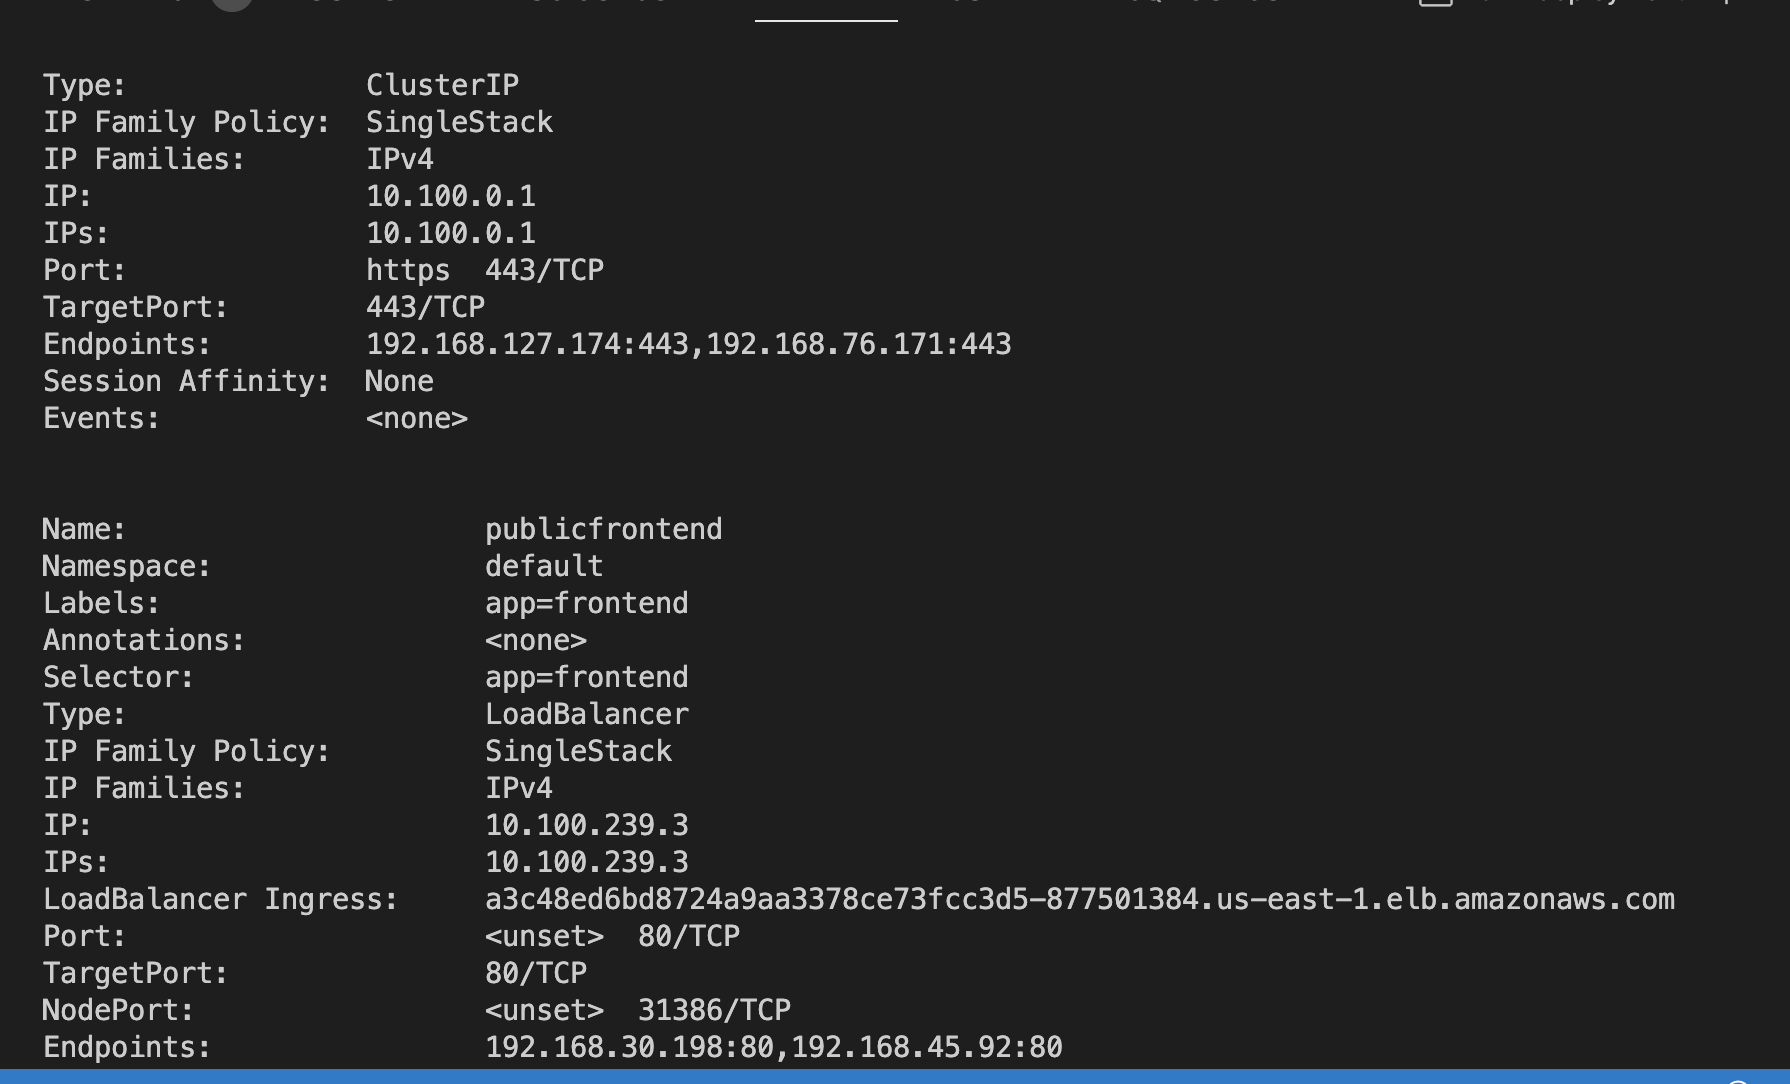 Type: ClusterIP
IP Family Policy: SingleStack
IP Families: IPv4
IP: 10.100.0.1
IPs: 10.100.0.1
Port: https 443/TCP
TargetPort: 443/TCP
Endpoints: 192.168.127.174:443,192.168.76.171:443
Session Affinity: None
Events: <none>
Name: publicfrontend
Namespace: default
Labels: app=frontend
Annotations: <none>
Selector: app=frontend
Type: LoadBalancer
IP Family Policy: SingleStack
IP Families: IPv4
IP: 10.100.239.3
IPs: 10.100.239.3
LoadBalancer Ingress: a3c48ed6bd8724a9aa3378ce73fcc3d5-877501384.us-east-1.elb.amazonaws.com
Port: <unset> 80/TCP
TargetPort: 80/TCP
NodePort: <unset> 31386/TCP
Endpoints: 192.168.30.198:80,192.168.45.92:80